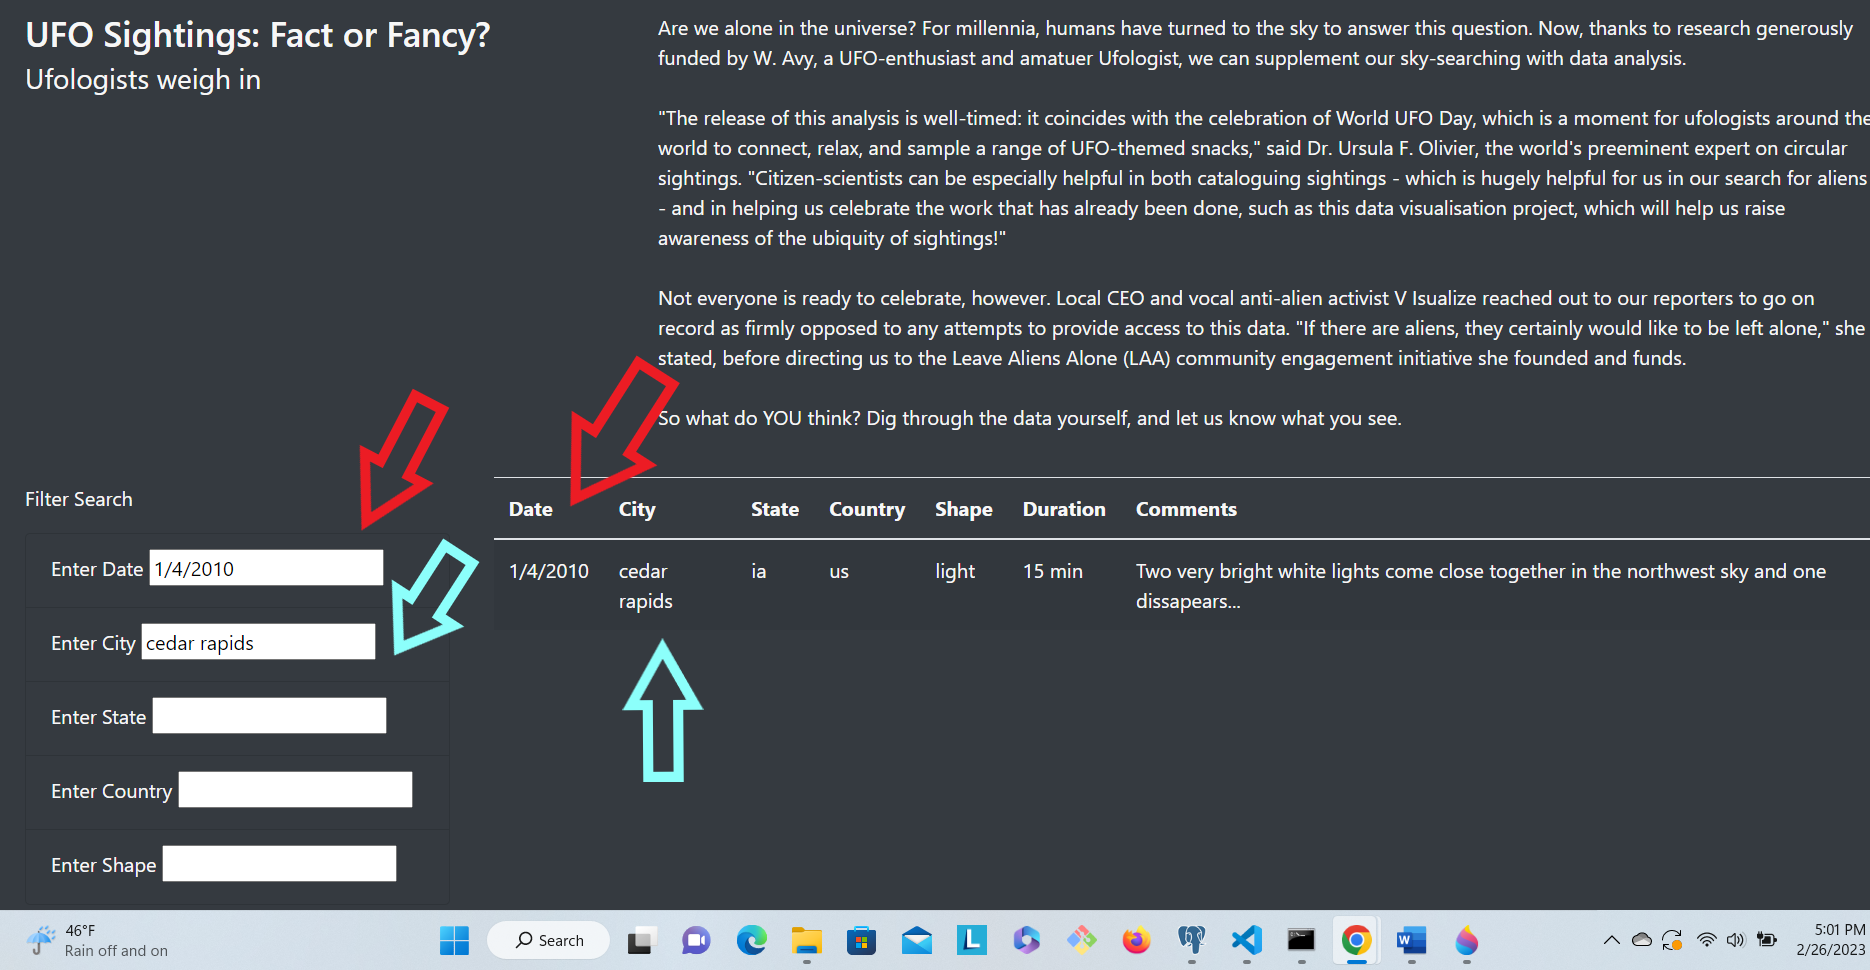 UFO Sightings: Fact or Fancy?
Ufologists weigh in
Are we alone in the universe? For millennia, humans have turned to the sky to answer this question. Now, thanks to research generously
funded by W. Avy, a UFO-enthusiast and amatuer Ufologist, we can supplement our sky-searching with data analysis.
"The release of this analysis is well-timed: it coincides with the celebration of World UFO Day, which is a moment for ufologists around the
world to connect, relax, and sample a range of UFO-themed snacks," said Dr. Ursula F. Olivier, the world's preeminent expert on circular
sightings. "Citizen-scientists can be especially helpful in both cataloguing sightings - which is hugely helpful for us in our search for aliens
- and in helping us celebrate the work that has already been done, such as this data visualisation project, which will help us raise
awareness of the ubiquity of sightings!"
Not everyone is ready to celebrate, however. Local CEO and vocal anti-alien activist V Isualize reached out to our reporters to go on
record as firmly opposed to any attempts to provide access to this data. "If there are aliens, they certainly would like to be left alone," she
stated, before directing us to the Leave Aliens Alone (LAA) community engagement initiative she founded and funds.
So what do YOU think? Dig through the data yourself, and let us know what you see.
Filter Search
Enter Date 1/4/2010
Enter City cedar rapids
Enter State
Enter Country
Enter Shape
Date City State Country Shape Duration Comments
1/4/2010 cedar rapids ia us light 15 min Two very bright white lights come close together in the northwest sky and one
dissapears...
46°F
Rain off and on
Search
5:01 PM
2/26/2023